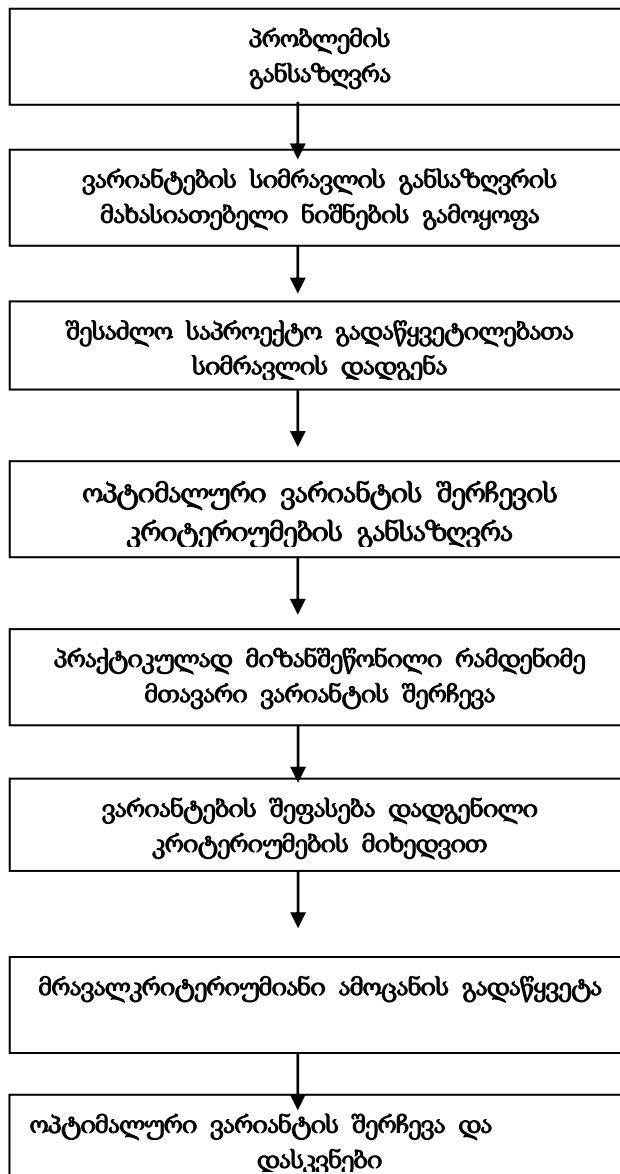 პრობლემის
განსაზღვრა
ვარიანტების სიმრავლის განსაზღვრის
მახასიათებელი ნიშნების გამოყოფა
შესაძლო საპროექტო გადაწყვეტილებათა
სიმრავლის დადგენა
ოპტიმალური ვარიანტის შერჩევის
კრიტერიუმების განსაზღვრა
პრაქტიკულად მიზანშეწონილი რამდენიმე
მთავარი ვარიანტის შერჩევა
ვარიანტების შეფასება დადგენილი
კრიტერიუმების მიხედვით
მრავალკრიტერიუმიანი ამოცანის გადაწყვეტა
ოპტიმალური ვარიანტის შერჩევა და
დასკვნები